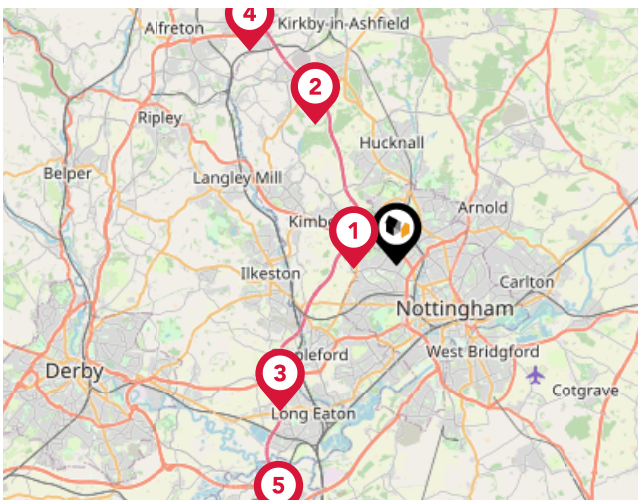 4
Kirkby-in-Ashfield
Alfreton
2
Ripley
Hucknall
Belper
Langley Mill
Arnold
Kimbe
1
Ilkeston
Carlton
Nottingham
pleford
West Bridgford
3
Derby
Cotgrave
Long Eaton
5